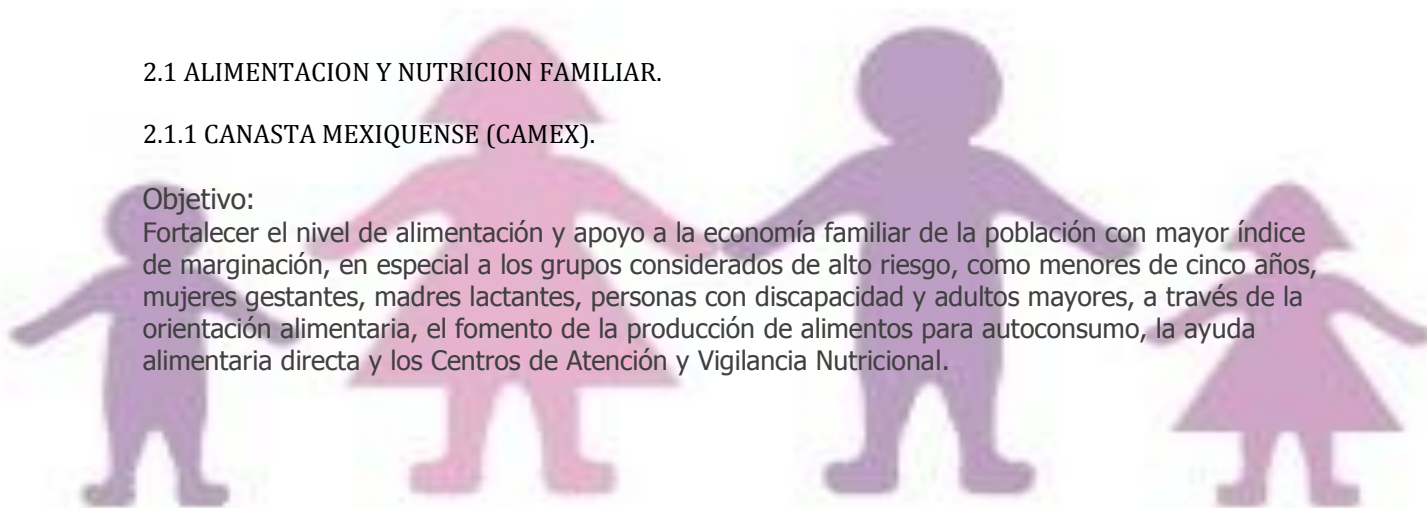 2.1 ALIMENTACION Y NUTRICION FAMILIAR.
2.1.1 CANASTA MEXIQUENSE (CAMEX).
Objetivo:
Fortalecer el nivel de alimentación y apoyo a la economía familiar de la población con mayor índice
de marginación, en especial a los grupos considerados de alto riesgo, como menores de cinco años,
mujeres gestantes, madres lactantes, personas con discapacidad y adultos mayores, a través de la
orientación alimentaria, el fomento de la producción de alimentos para autoconsumo, la ayuda
alimentaria directa y los Centros de Atención y Vigilancia Nutricional.